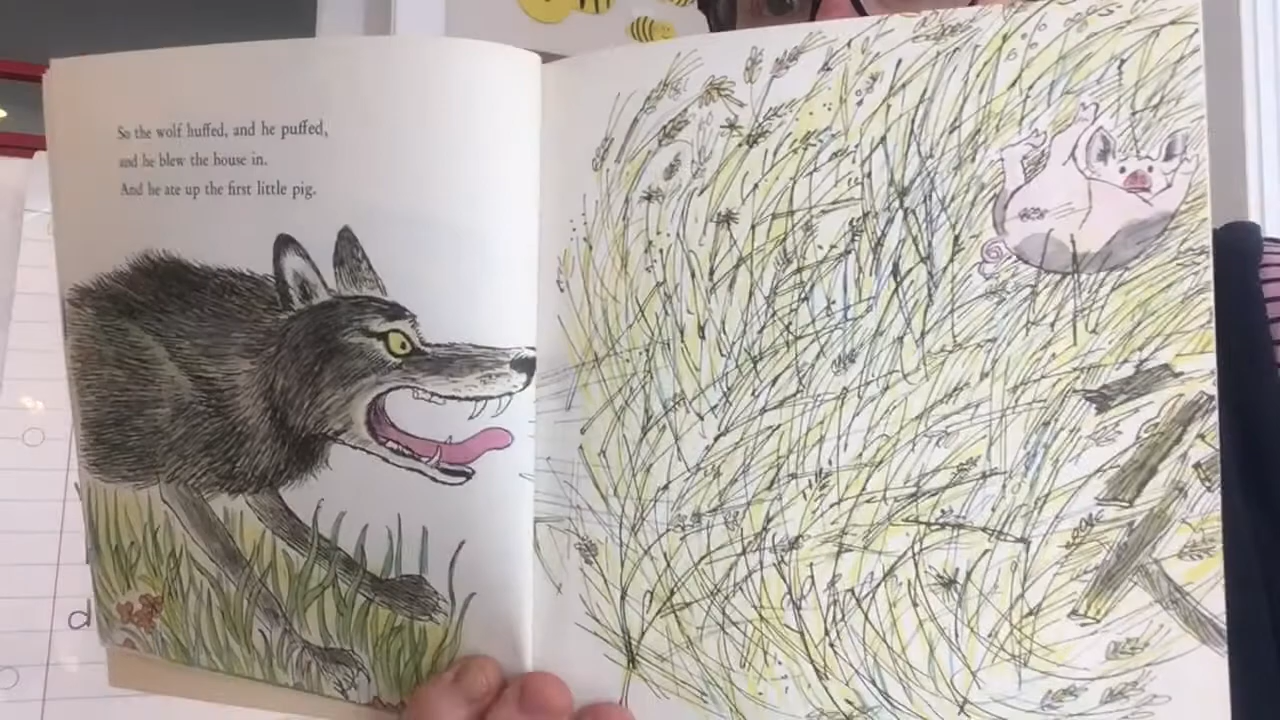 So the wolf huffed, and he puffed,
and he blew the house in.
And he ate up the first little pig.
d